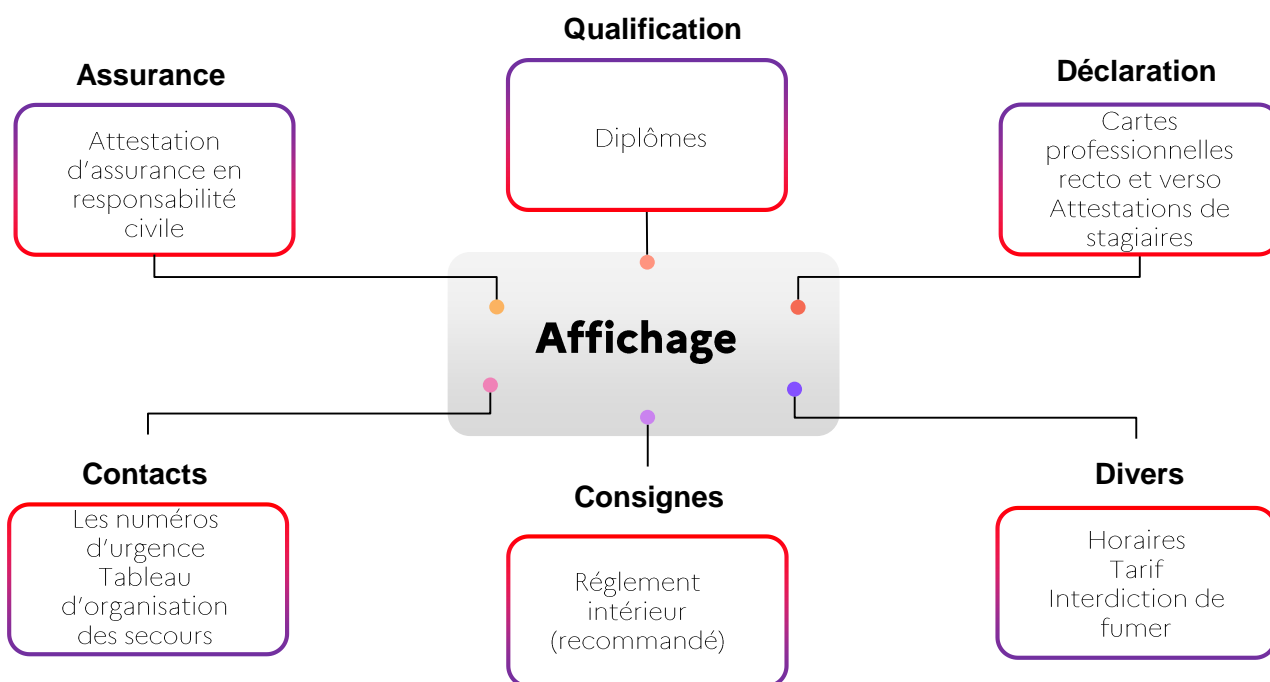 Qualification
Diplômes
Assurance
Attestation
d'assurance en
responsabilité
civile
Déclaration
Cartes
professionnelles
recto et verso
Attestations de
stagiaires
Affichage
Contacts
Les numéros
d'urgence
Tableau
d'organisation
des secours
Consignes
Réglement
intérieur
(recommandé)
Divers
Horaires
Tarif
Interdiction de
fumer